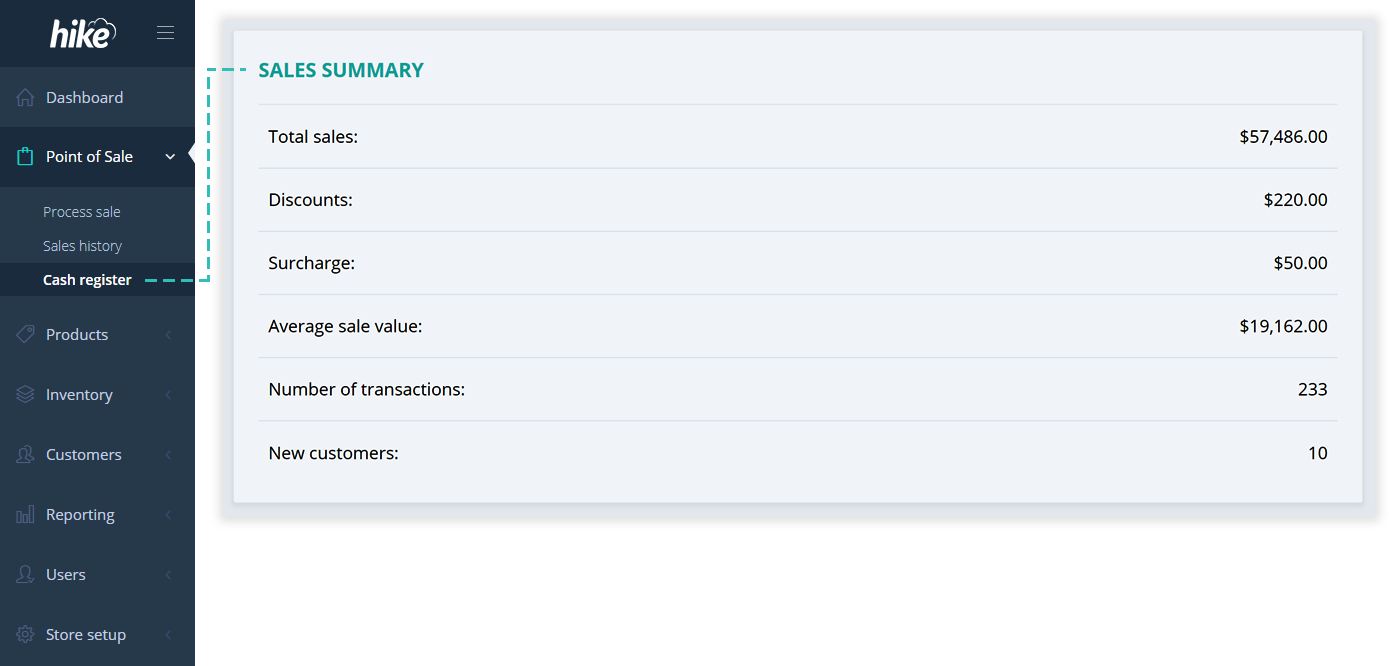 hike
Dashboard
Point of Sale
Process sale
Sales history
Cash register
Products
Inventory
Customers
Reporting
Users
Store setup
SALES SUMMARY
Total sales: $57,486.00
Discounts: $220.00
Surcharge: $50.00
Average sale value: $19,162.00
Number of transactions: 233
New customers: 10